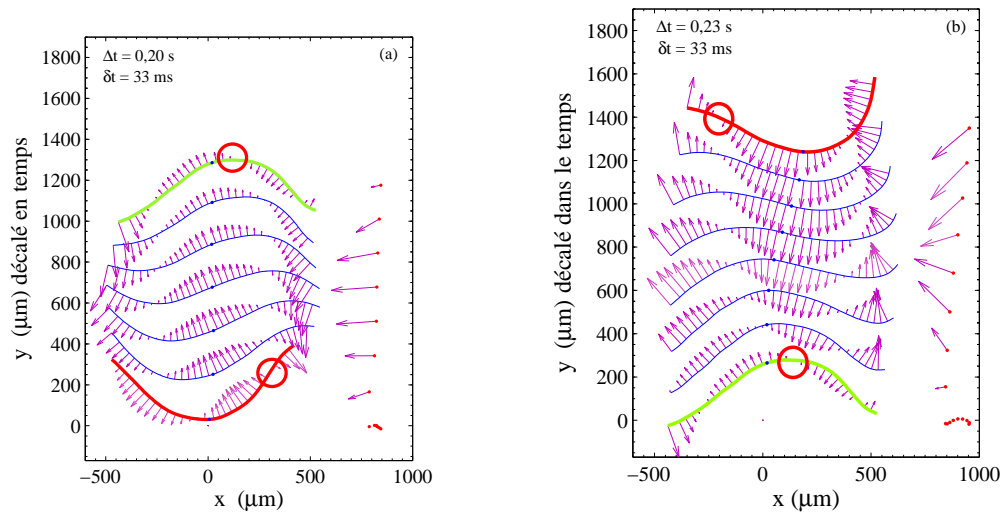 Δt = 0,20 s
δt = 33 ms
(a)
y (µm) décalé en temps
1800
1600
1400
1200
1000
800
600
400
200
0
−500
0
500
1000
x (µm)
Δt = 0,23 s
δt = 33 ms
(b)
y (µm) décalé dans le temps
1800
1600
1400
1200
1000
800
600
400
200
0
−500
0
500
1000
x (µm)